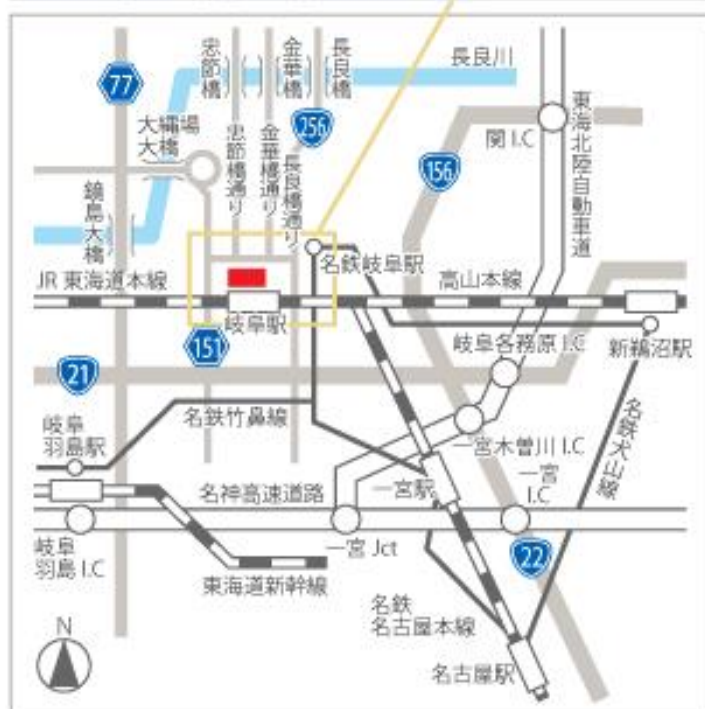 忠節橋
金華橋
長良橋
長良川
77
大縄場
大橋
256
忠節橋通り
金華橋通り
長良橋通り
156
関 I.C
東海北陸自動車道
鏡島大橋
名鉄岐阜駅
JR 東海道本線
高山本線
岐阜駅
151
岐阜各務原 I.C
新鵜沼駅
21
名鉄竹鼻線
岐阜
羽島駅
一宮木曽川 I.C
名鉄犬山線
名神高速道路
一宮駅
一宮
I.C
岐阜
羽島 I.C
一宮 Jct
22
東海道新幹線
名鉄
名古屋本線
N
名古屋駅